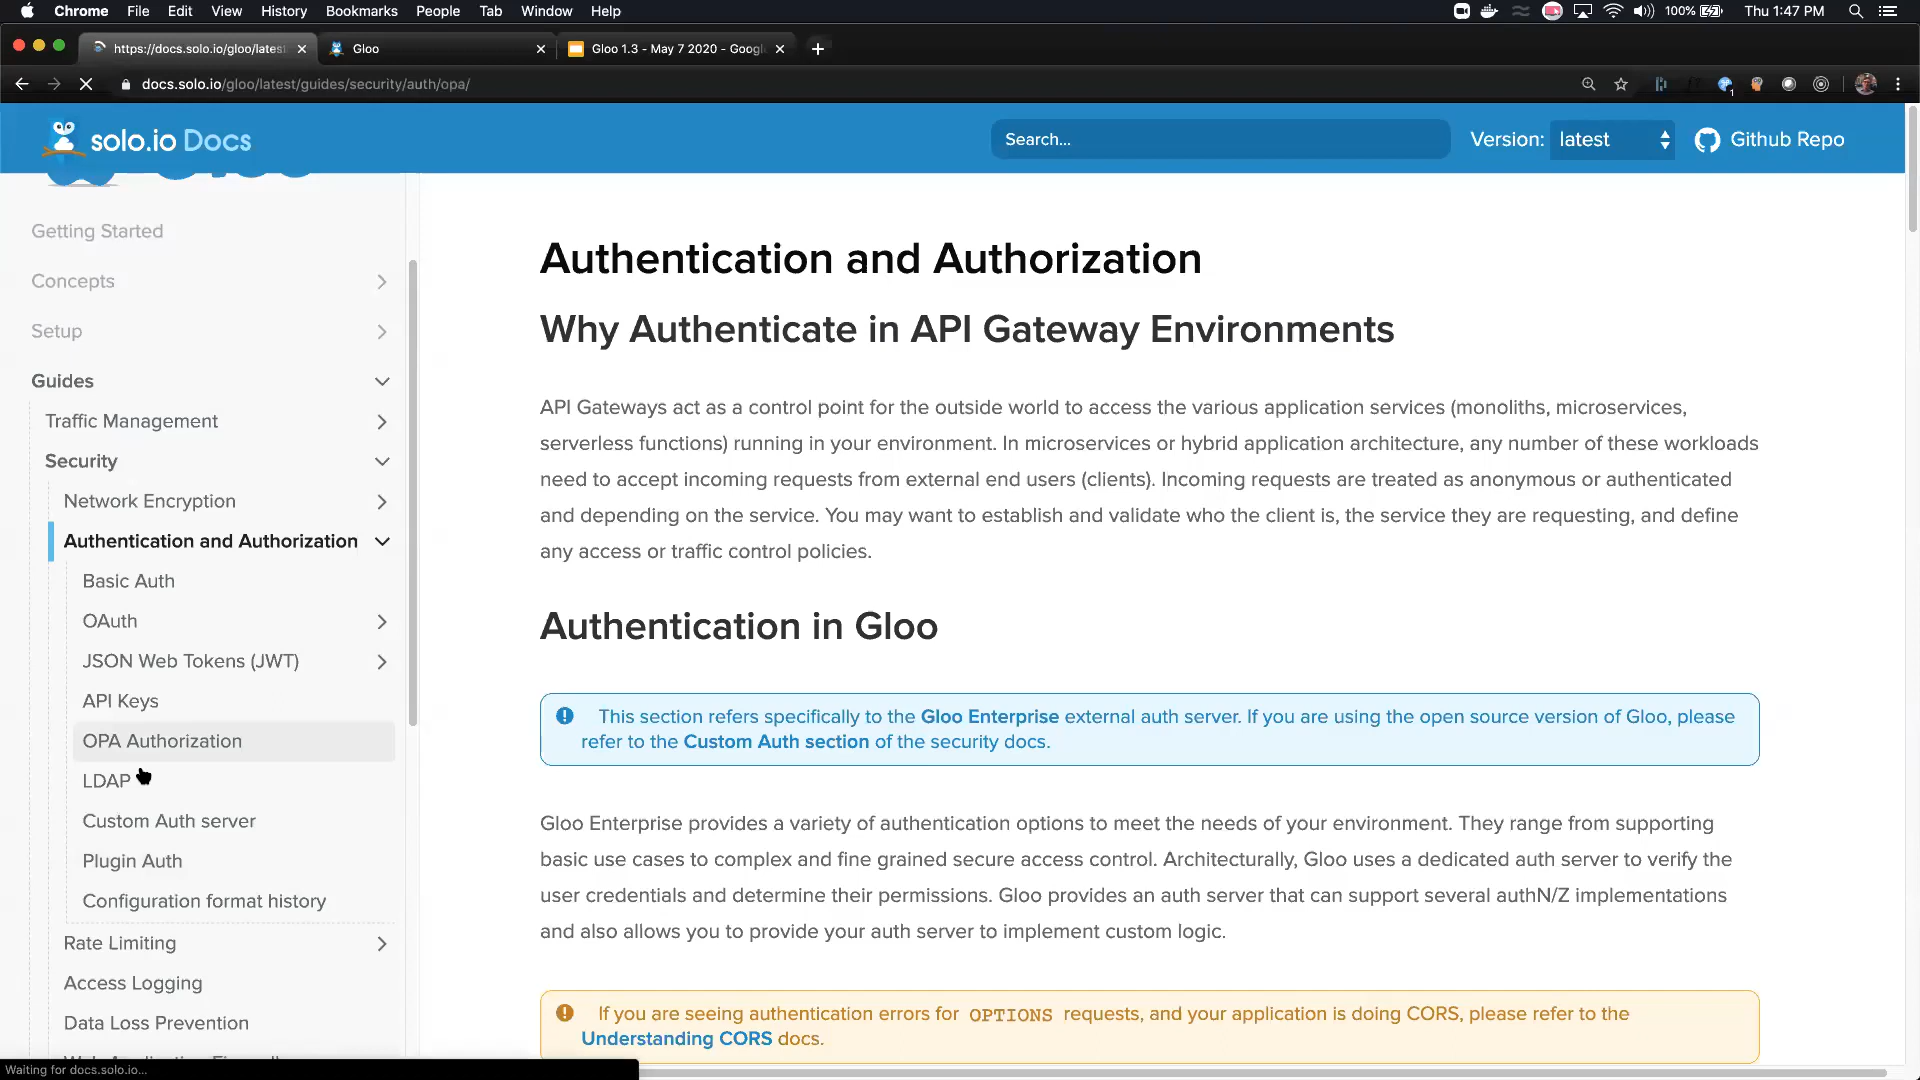 Chrome File Edit View History Bookmarks People Tab Window Help 100% Thu 1:47 PM
https://docs.solo.io/gloo/lates Gloo Gloo 1.3 - May 7 2020 - Googl
docs.solo.io/gloo/latest/guides/security/auth/opa/
solo.io Docs Search... Version: latest Github Repo
Getting Started
Concepts
Setup
Guides
Traffic Management
Security
Network Encryption
Authentication and Authorization
Basic Auth
OAuth
JSON Web Tokens (JWT)
API Keys
OPA Authorization
LDAP
Custom Auth server
Plugin Auth
Configuration format history
Rate Limiting
Access Logging
Data Loss Prevention
Authentication and Authorization
Why Authenticate in API Gateway Environments
API Gateways act as a control point for the outside world to access the various application services (monoliths, microservices,
serverless functions) running in your environment. In microservices or hybrid application architecture, any number of these workloads
need to accept incoming requests from external end users (clients). Incoming requests are treated as anonymous or authenticated
and depending on the service. You may want to establish and validate who the client is, the service they are requesting, and define
any access or traffic control policies.
Authentication in Gloo
This section refers specifically to the Gloo Enterprise external auth server. If you are using the open source version of Gloo, please
refer to the Custom Auth section of the security docs.
Gloo Enterprise provides a variety of authentication options to meet the needs of your environment. They range from supporting
basic use cases to complex and fine grained secure access control. Architecturally, Gloo uses a dedicated auth server to verify the
user credentials and determine their permissions. Gloo provides an auth server that can support several authN/Z implementations
and also allows you to provide your auth server to implement custom logic.
If you are seeing authentication errors for OPTIONS requests, and your application is doing CORS, please refer to the
Understanding CORS docs.
Waiting for docs.solo.io...